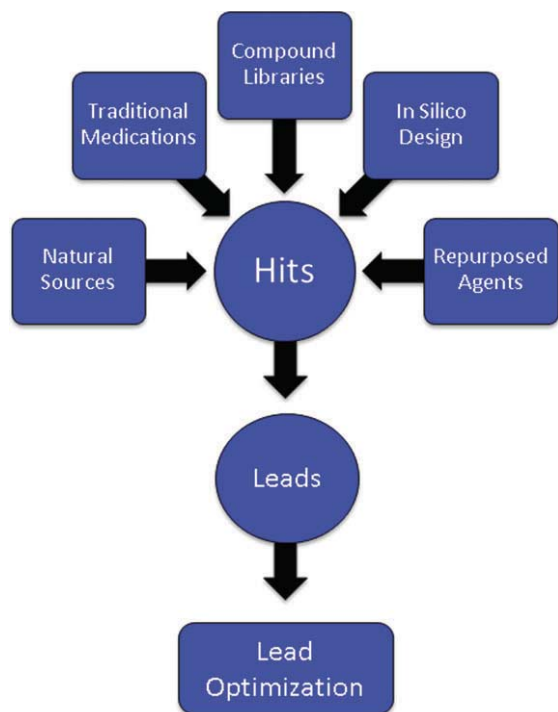 Compound
Libraries
Traditional
Medications
In Silico
Design
Natural
Sources
Hits
Repurposed
Agents
Leads
Lead
Optimization